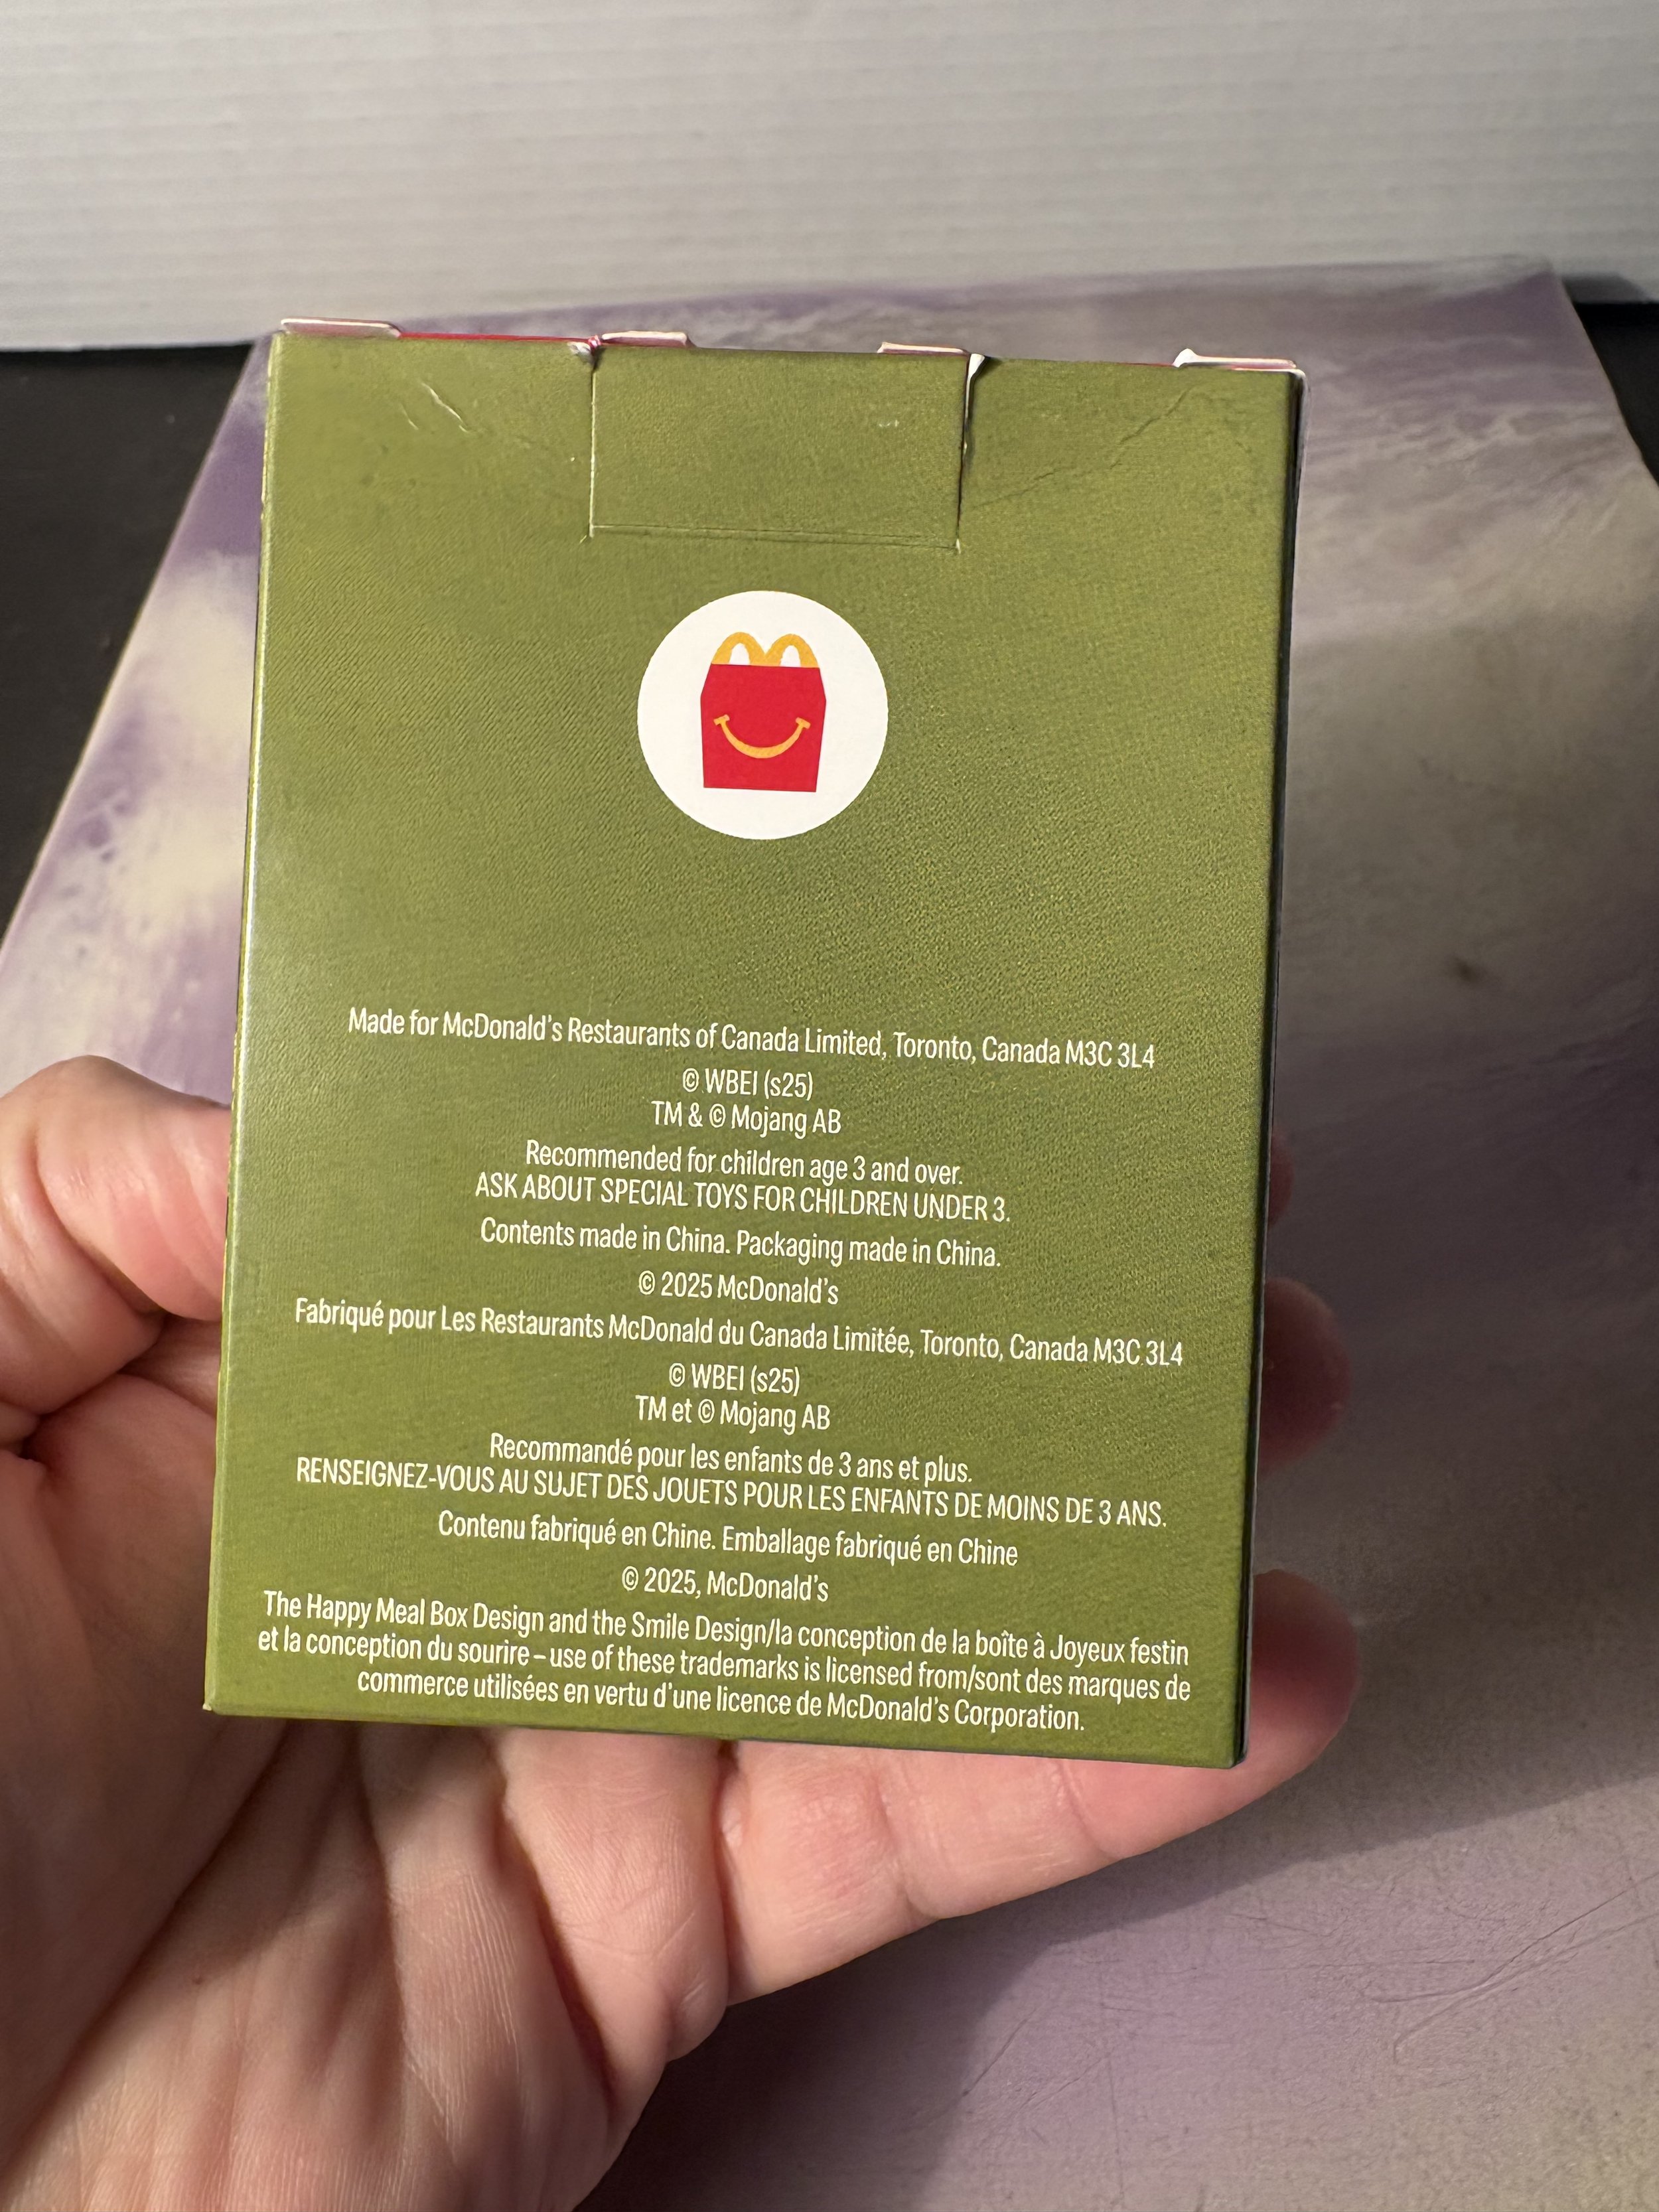 Made for McDonald's Restaurants of Canada Limited, Toronto, Canada M3C 3L4
© WBEI (s25)
TM & © Mojang AB
Recommended for children age 3 and over.
ASK ABOUT SPECIAL TOYS FOR CHILDREN UNDER 3.
Contents made in China. Packaging made in China.
© 2025 McDonald's
Fabriqué pour Les Restaurants McDonald du Canada Limitée, Toronto, Canada M3C 3L4
© WBEI (s25)
TM et © Mojang AB
Recommandé pour les enfants de 3 ans et plus.
RENSEIGNEZ-VOUS AU SUJET DES JOUETS POUR LES ENFANTS DE MOINS DE 3 ANS.
Contenu fabriqué en Chine. Emballage fabriqué en Chine
© 2025, McDonald's
The Happy Meal Box Design and the Smile Design/la conception de la boîte à Joyeux festin
et la conception du sourire – use of these trademarks is licensed from/sont des marques de
commerce utilisées en vertu d'une licence de McDonald's Corporation.